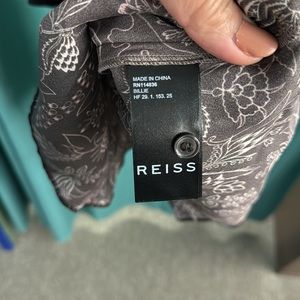 MADE IN CHINA
RN114836
BILLIE
HF 29. 1. 153. 25
REISS